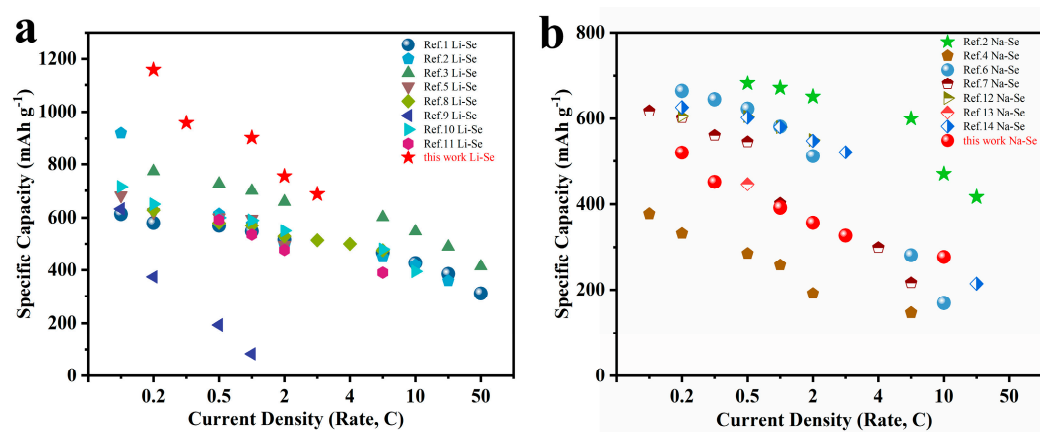 a
Specific Capacity (mAh g⁻¹)
1200
1000
800
600
400
200
0
0.2
0.5
2
4
10
50
Current Density (Rate, C)
Ref.1 Li-Se
Ref.2 Li-Se
Ref.3 Li-Se
Ref.5 Li-Se
Ref.8 Li-Se
Ref.9 Li-Se
Ref.10 Li-Se
Ref.11 Li-Se
this work Li-Se
b
Specific Capacity (mAh g⁻¹)
800
600
400
200
0
0.2
0.5
2
4
10
50
Current Density (Rate, C)
Ref.2 Na-Se
Ref.4 Na-Se
Ref.6 Na-Se
Ref.7 Na-Se
Ref.12 Na-Se
Ref.13 Na-Se
Ref.14 Na-Se
this work Na-Se